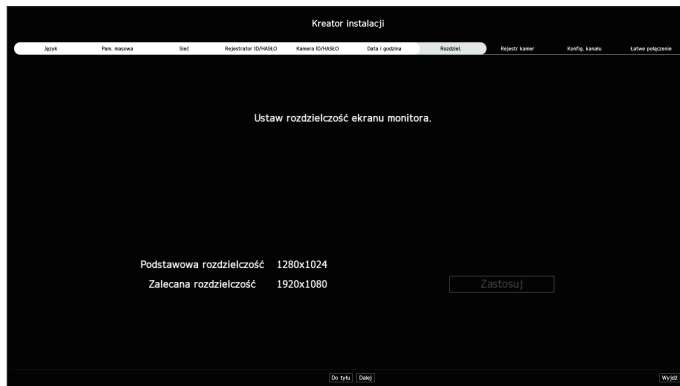 Kreator instalacji
Język Pam. masowa Sieć Rejestrator ID/HASŁO Kamera ID/HASŁO Data i godzina Rozdziel. Rejestr kamer Konfig. kanału Łatwe połączenie
Ustaw rozdzielczość ekranu monitora.
Podstawowa rozdzielczość 1280x1024
Zalecana rozdzielczość 1920x1080 Zastosuj
Do tyłu Dalej Wyjdź